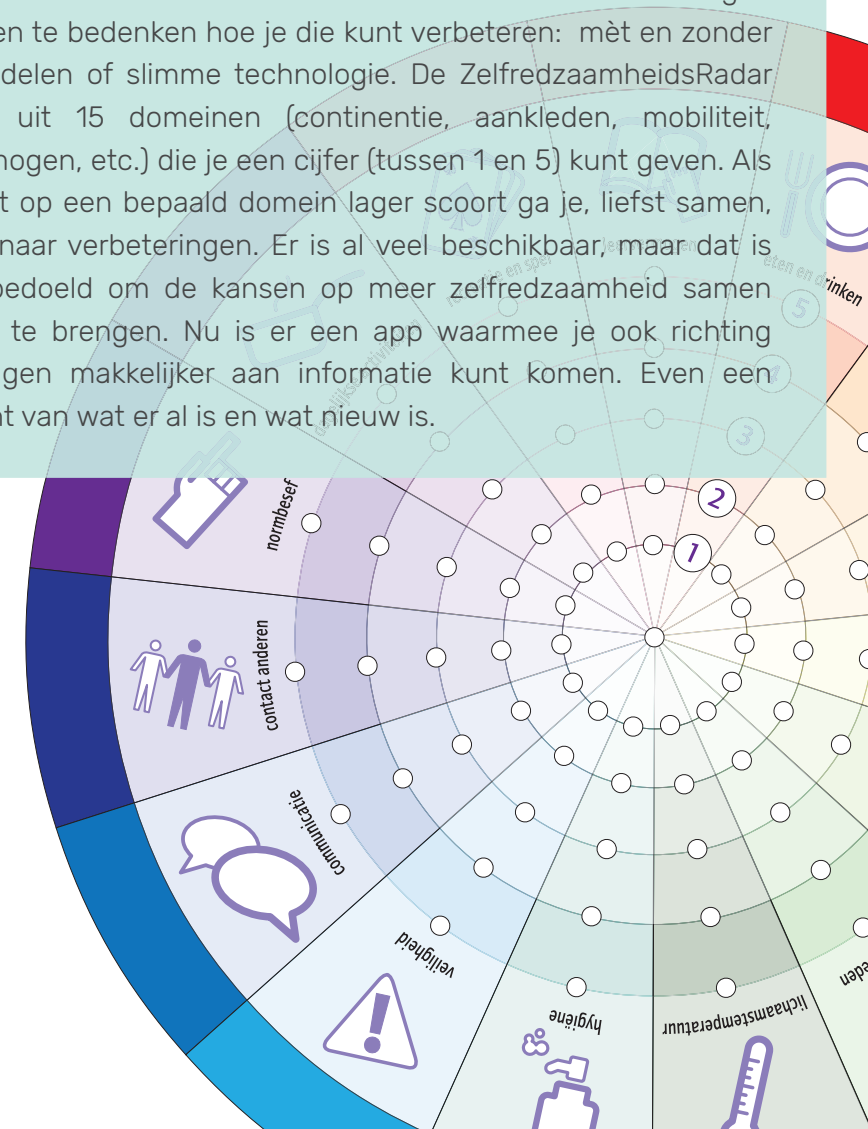 en te bedenken hoe je die kunt verbeteren: mèt en zonder
delen of slimme technologie. De ZelfredzaamheidsRadar
uit 15 domeinen (continentie, aankleden, mobiliteit,
nogen, etc.) die je een cijfer (tussen 1 en 5) kunt geven. Als
t op een bepaald domein lager scoort ga je, liefst samen,
naar verbeteringen. Er is al veel beschikbaar, maar dat is
bedoeld om de kansen op meer zelfredzaamheid samen
te brengen. Nu is er een app waarmee je ook richting
gen makkelijker aan informatie kunt komen. Even een
nt van wat er al is en wat nieuw is.
eten en drinken
5
4
3
2
1
normbesef
contact anderen
communicatie
veiligheid
hygiëne
lichaamstemperatuur
eden